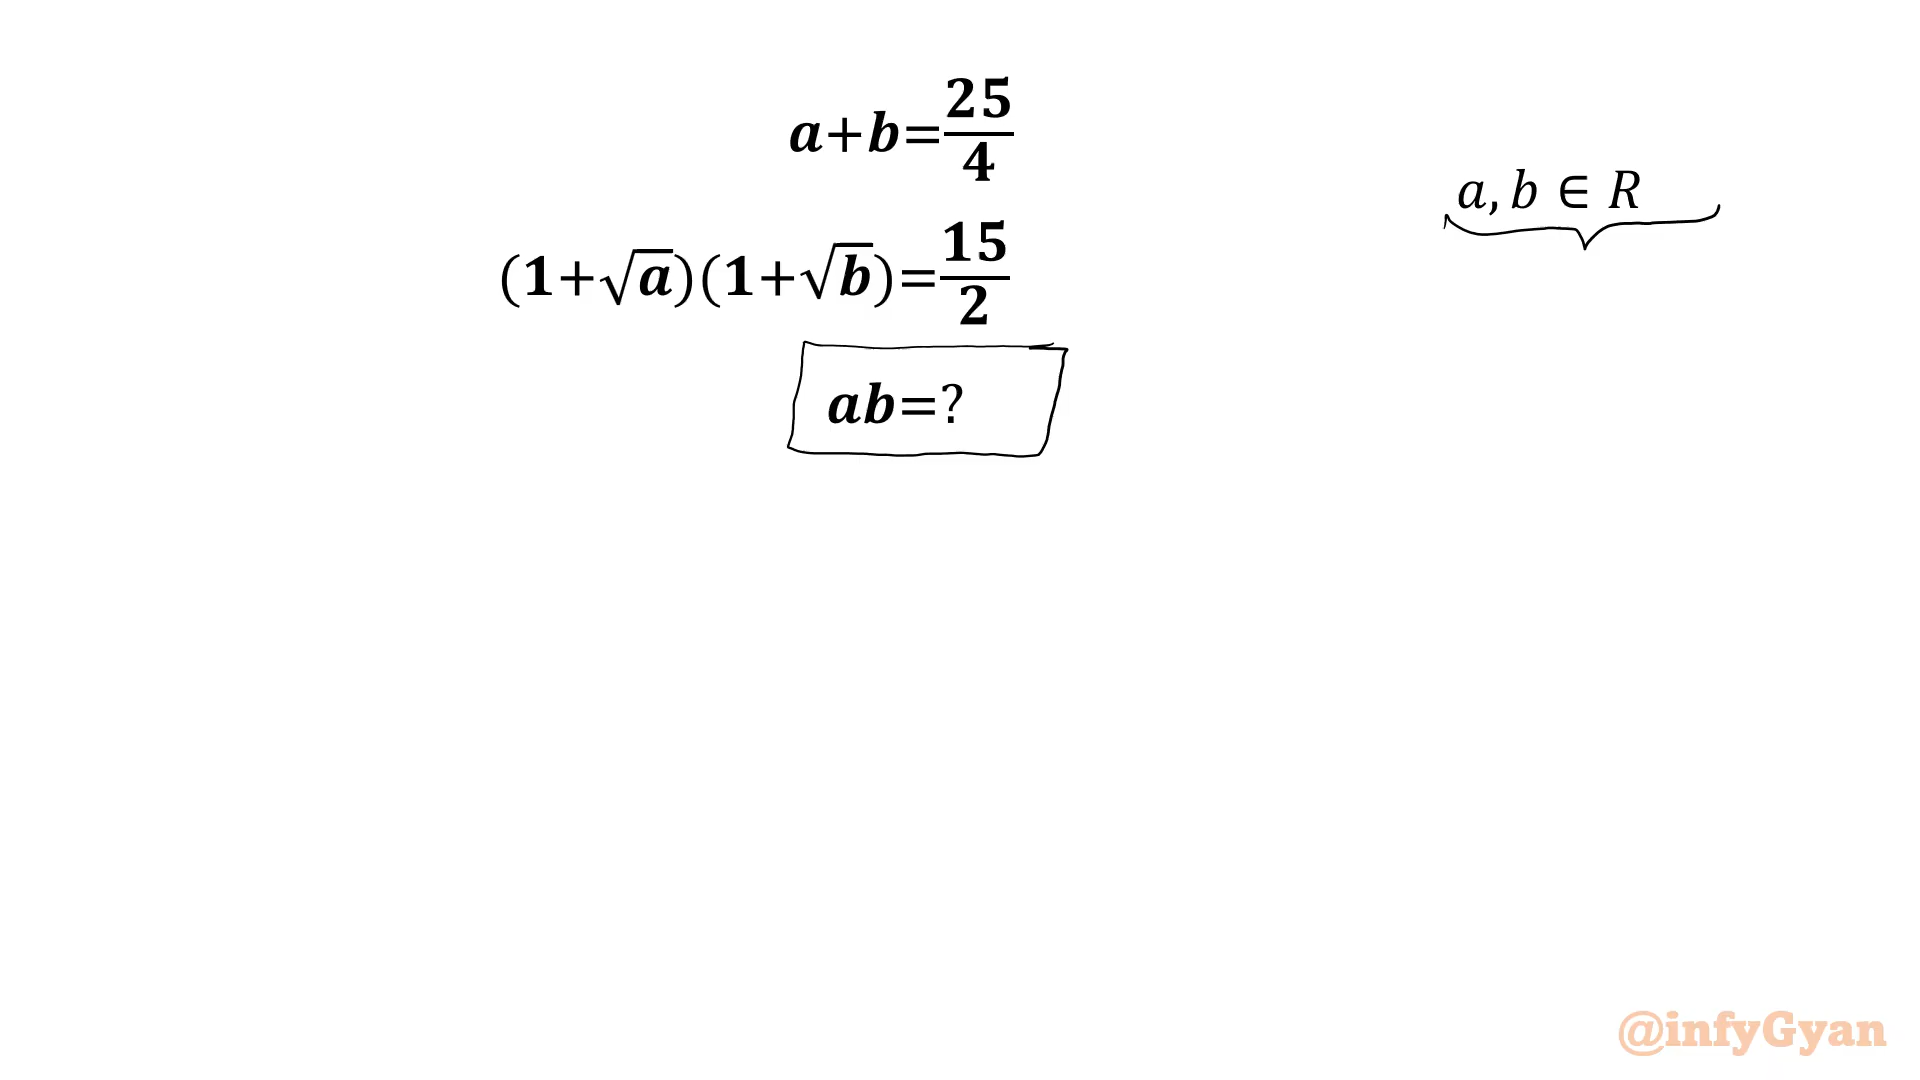 a+b=25/4
a, b ∈ R
(1+√a)(1+√b)=15/2
ab=?
@infyGyan